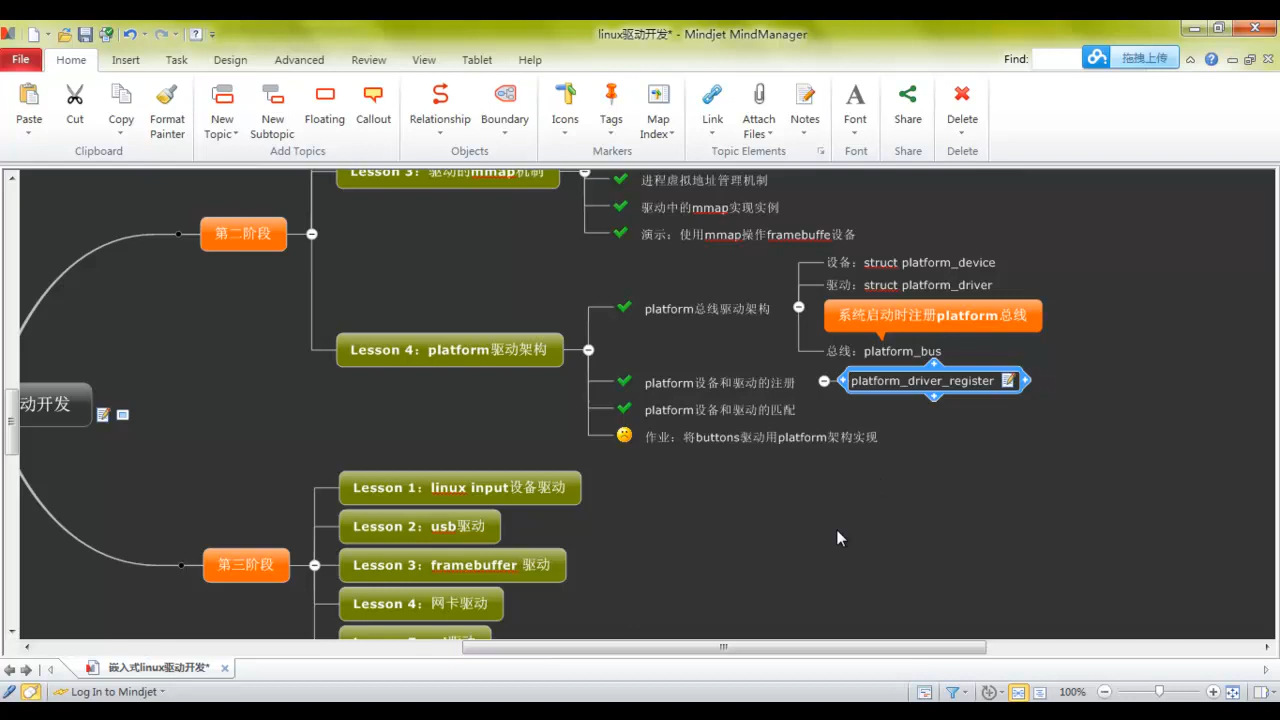 linux驱动开发* - Mindjet MindManager
File Home Insert Task Design Advanced Review View Tablet Help
Find:
拖拽上传
Paste
Cut
Copy
Format Painter
New Topic
New Subtopic
Floating
Callout
Relationship
Boundary
Icons
Tags
Map Index
Link
Attach Files
Notes
Font
Share
Delete
Clipboard
Add Topics
Objects
Markers
Topic Elements
Font
Share
Delete
Lesson 3：驱动的mmap机制
进程虚拟地址管理机制
驱动中的mmap实现实例
演示：使用mmap操作framebuffe设备
第二阶段
设备：struct platform_device
驱动：struct platform_driver
系统启动时注册platform总线
platform总线驱动架构
总线：platform_bus
Lesson 4：platform驱动架构
platform设备和驱动的注册
platform_driver_register
platform设备和驱动的匹配
作业：将buttons驱动用platform架构实现
动开发
Lesson 1：linux input设备驱动
Lesson 2：usb驱动
第三阶段
Lesson 3：framebuffer 驱动
Lesson 4：网卡驱动
嵌入式linux驱动开发*
Log In to Mindjet
100%